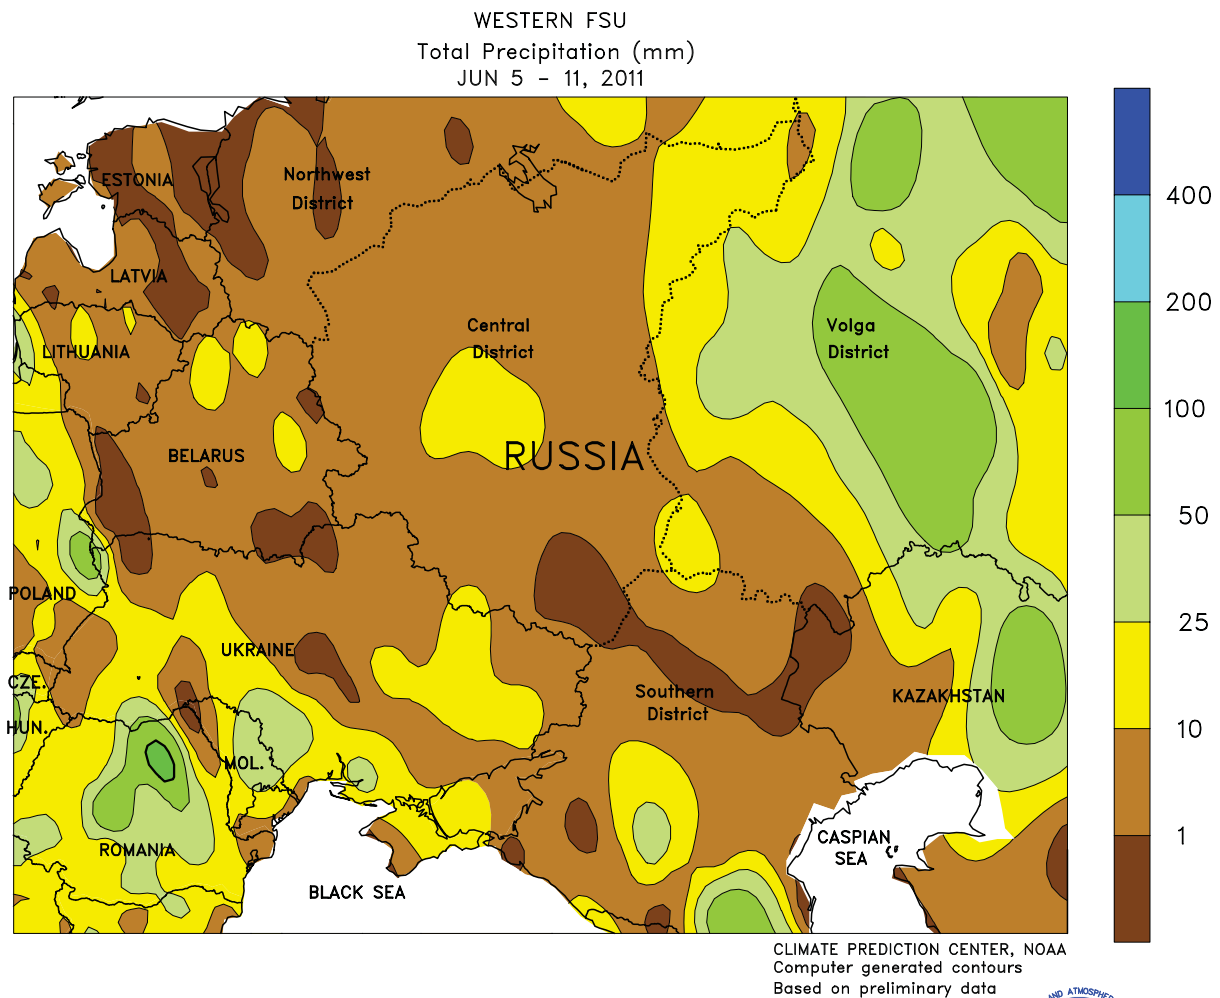 WESTERN FSU
Total Precipitation (mm)
JUN 5 - 11, 2011
ESTONIA
Northwest
District
LATVIA
LITHUANIA
Central
District
Volga
District
BELARUS
RUSSIA
POLAND
UKRAINE
CZE.
Southern
District
KAZAKHSTAN
HUN.
MOL.
ROMANIA
CASPIAN
SEA
BLACK SEA
400
200
100
50
25
10
1
CLIMATE PREDICTION CENTER, NOAA
Computer generated contours
Based on preliminary data
AND ATMOSPHE